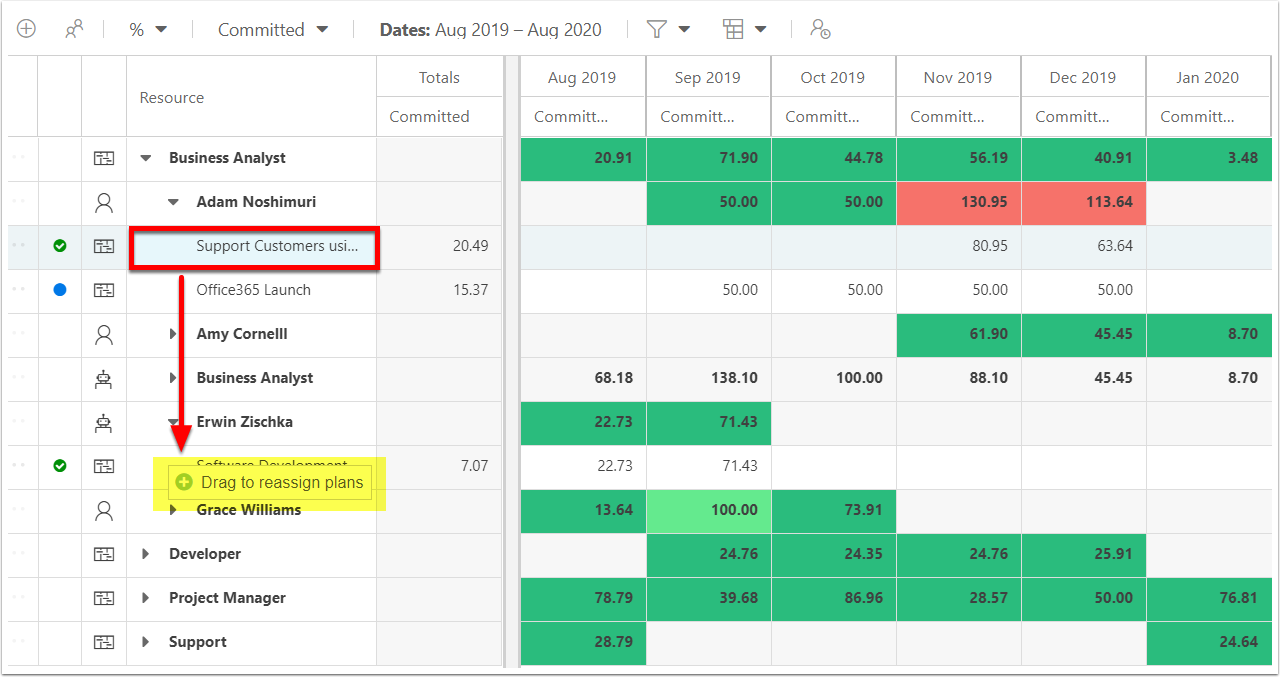 % Committed Dates: Aug 2019 – Aug 2020
Resource Totals Aug 2019 Sep 2019 Oct 2019 Nov 2019 Dec 2019 Jan 2020
Committed Committ... Committ... Committ... Committ... Committ... Committ...
Business Analyst 20.91 71.90 44.78 56.19 40.91 3.48
Adam Noshimuri 50.00 50.00 130.95 113.64
Support Customers usi... 20.49 80.95 63.64
Office365 Launch 15.37 50.00 50.00 50.00 50.00
Amy Cornelll 61.90 45.45 8.70
Business Analyst 68.18 138.10 100.00 88.10 45.45 8.70
Erwin Zischka 22.73 71.43
Software Development 7.07 22.73 71.43
Drag to reassign plans
Grace Williams 13.64 100.00 73.91
Developer 24.76 24.35 24.76 25.91
Project Manager 78.79 39.68 86.96 28.57 50.00 76.81
Support 28.79 24.64